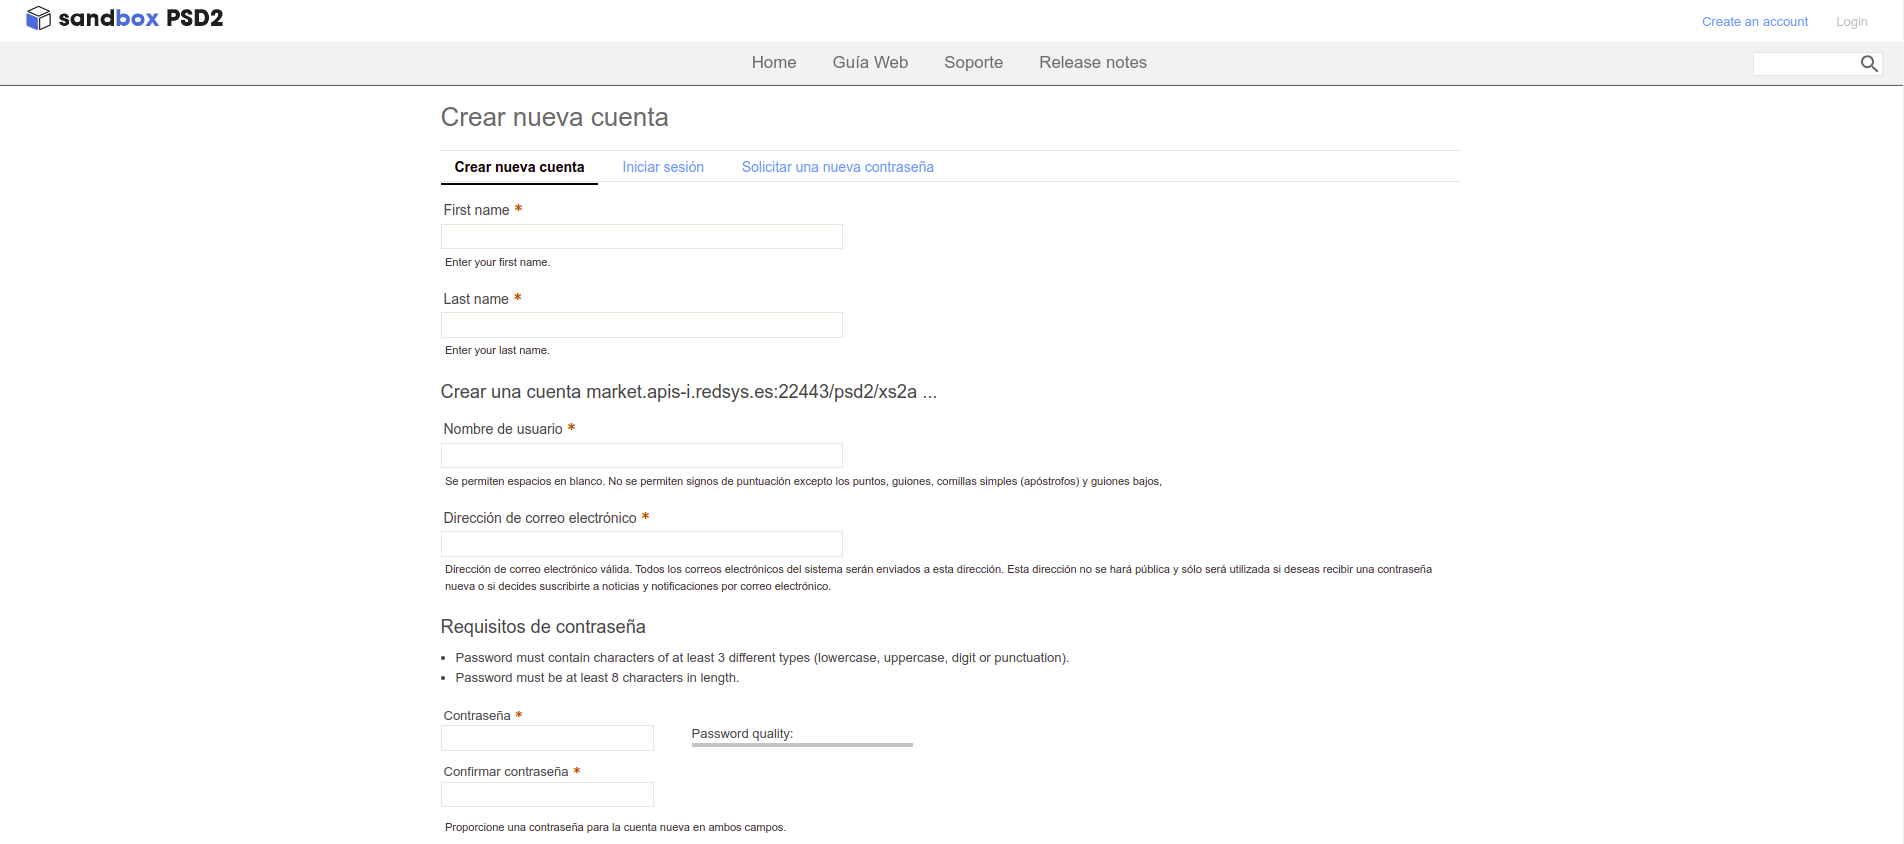 sandbox PSD2
Create an account
Login
Home
Guía Web
Soporte
Release notes
Crear nueva cuenta
Crear nueva cuenta
Iniciar sesión
Solicitar una nueva contraseña
First name *
Enter your first name.
Last name *
Enter your last name.
Crear una cuenta market.apis-i.redsys.es:22443/psd2/xs2a ...
Nombre de usuario *
Se permiten espacios en blanco. No se permiten signos de puntuación excepto los puntos, guiones, comillas simples (apóstrofos) y guiones bajos,
Dirección de correo electrónico *
Dirección de correo electrónico válida. Todos los correos electrónicos del sistema serán enviados a esta dirección. Esta dirección no se hará pública y sólo será utilizada si deseas recibir una contraseña
nueva o si decides suscribirte a noticias y notificaciones por correo electrónico.
Requisitos de contraseña
• Password must contain characters of at least 3 different types (lowercase, uppercase, digit or punctuation).
• Password must be at least 8 characters in length.
Contraseña *
Password quality:
Confirmar contraseña *
Proporcione una contraseña para la cuenta nueva en ambos campos.